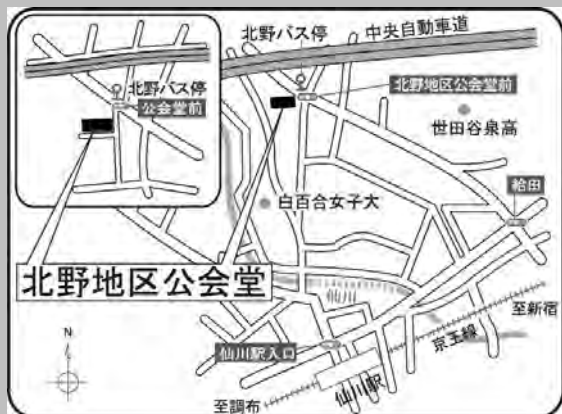 北野バス停
公会堂前
北野バス停
中央自動車道
北野地区公会堂前
世田谷泉高
給田
白百合女子大
北野地区公会堂
仙川
至新宿
京王線
仙川駅入口
仙川駅
至調布
N